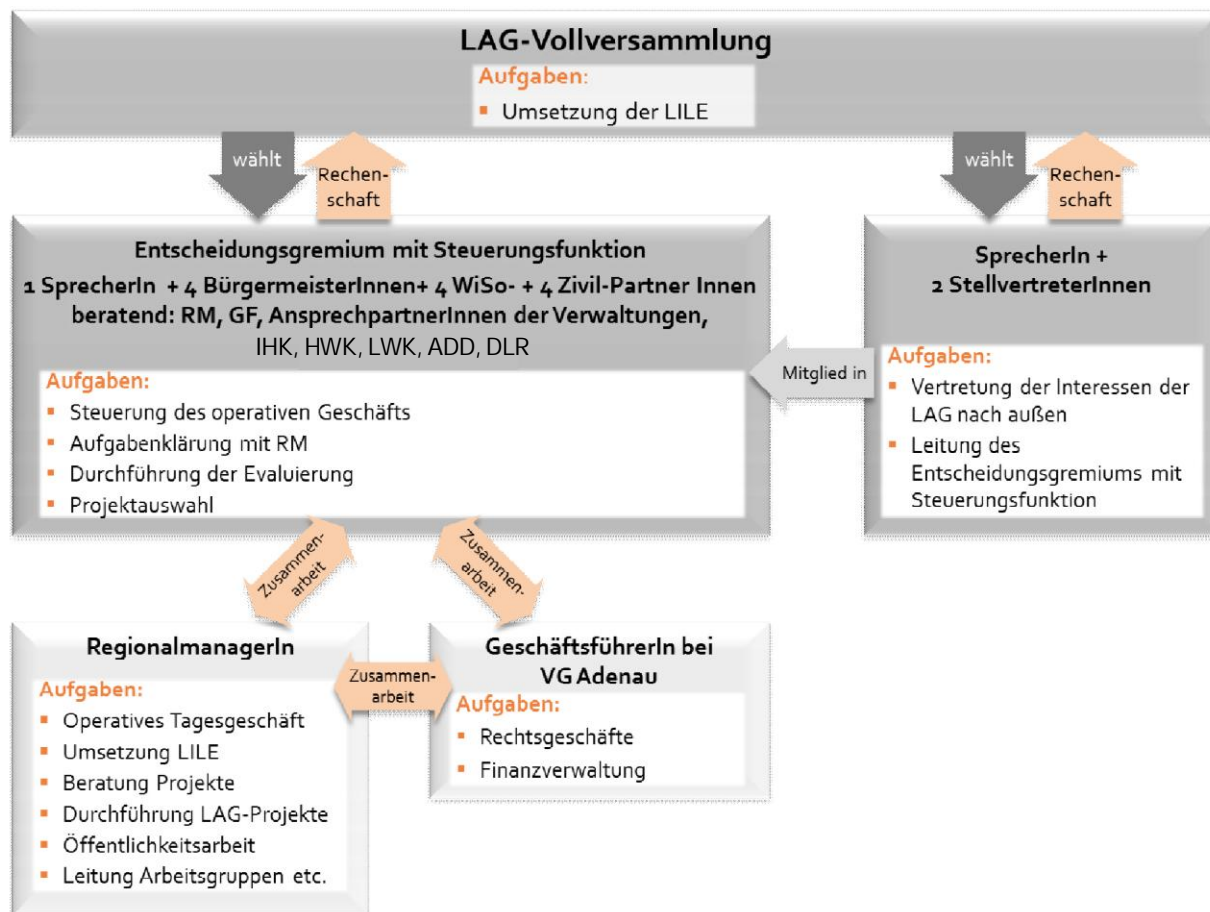 LAG-Vollversammlung
Aufgaben:
▪ Umsetzung der LILE
wählt
Rechen-
schaft
wählt
Rechen-
schaft
Entscheidungsgremium mit Steuerungsfunktion
1 SprecherIn + 4 BürgermeisterInnen+ 4 WiSo- + 4 Zivil-Partner Innen
beratend: RM, GF, AnsprechpartnerInnen der Verwaltungen,
IHK, HWK, LWK, ADD, DLR
Aufgaben:
▪ Steuerung des operativen Geschäfts
▪ Aufgabenklärung mit RM
▪ Durchführung der Evaluierung
▪ Projektauswahl
Mitglied in
SprecherIn +
2 StellvertreterInnen
Aufgaben:
▪ Vertretung der Interessen der
LAG nach außen
▪ Leitung des
Entscheidungsgremiums mit
Steuerungsfunktion
Zusammen-
arbeit
Zusammen-
arbeit
RegionalmanagerIn
Aufgaben:
▪ Operatives Tagesgeschäft
▪ Umsetzung LILE
▪ Beratung Projekte
▪ Durchführung LAG-Projekte
▪ Öffentlichkeitsarbeit
▪ Leitung Arbeitsgruppen etc.
Zusammen-
arbeit
GeschäftsführerIn bei
VG Adenau
Aufgaben:
▪ Rechtsgeschäfte
▪ Finanzverwaltung